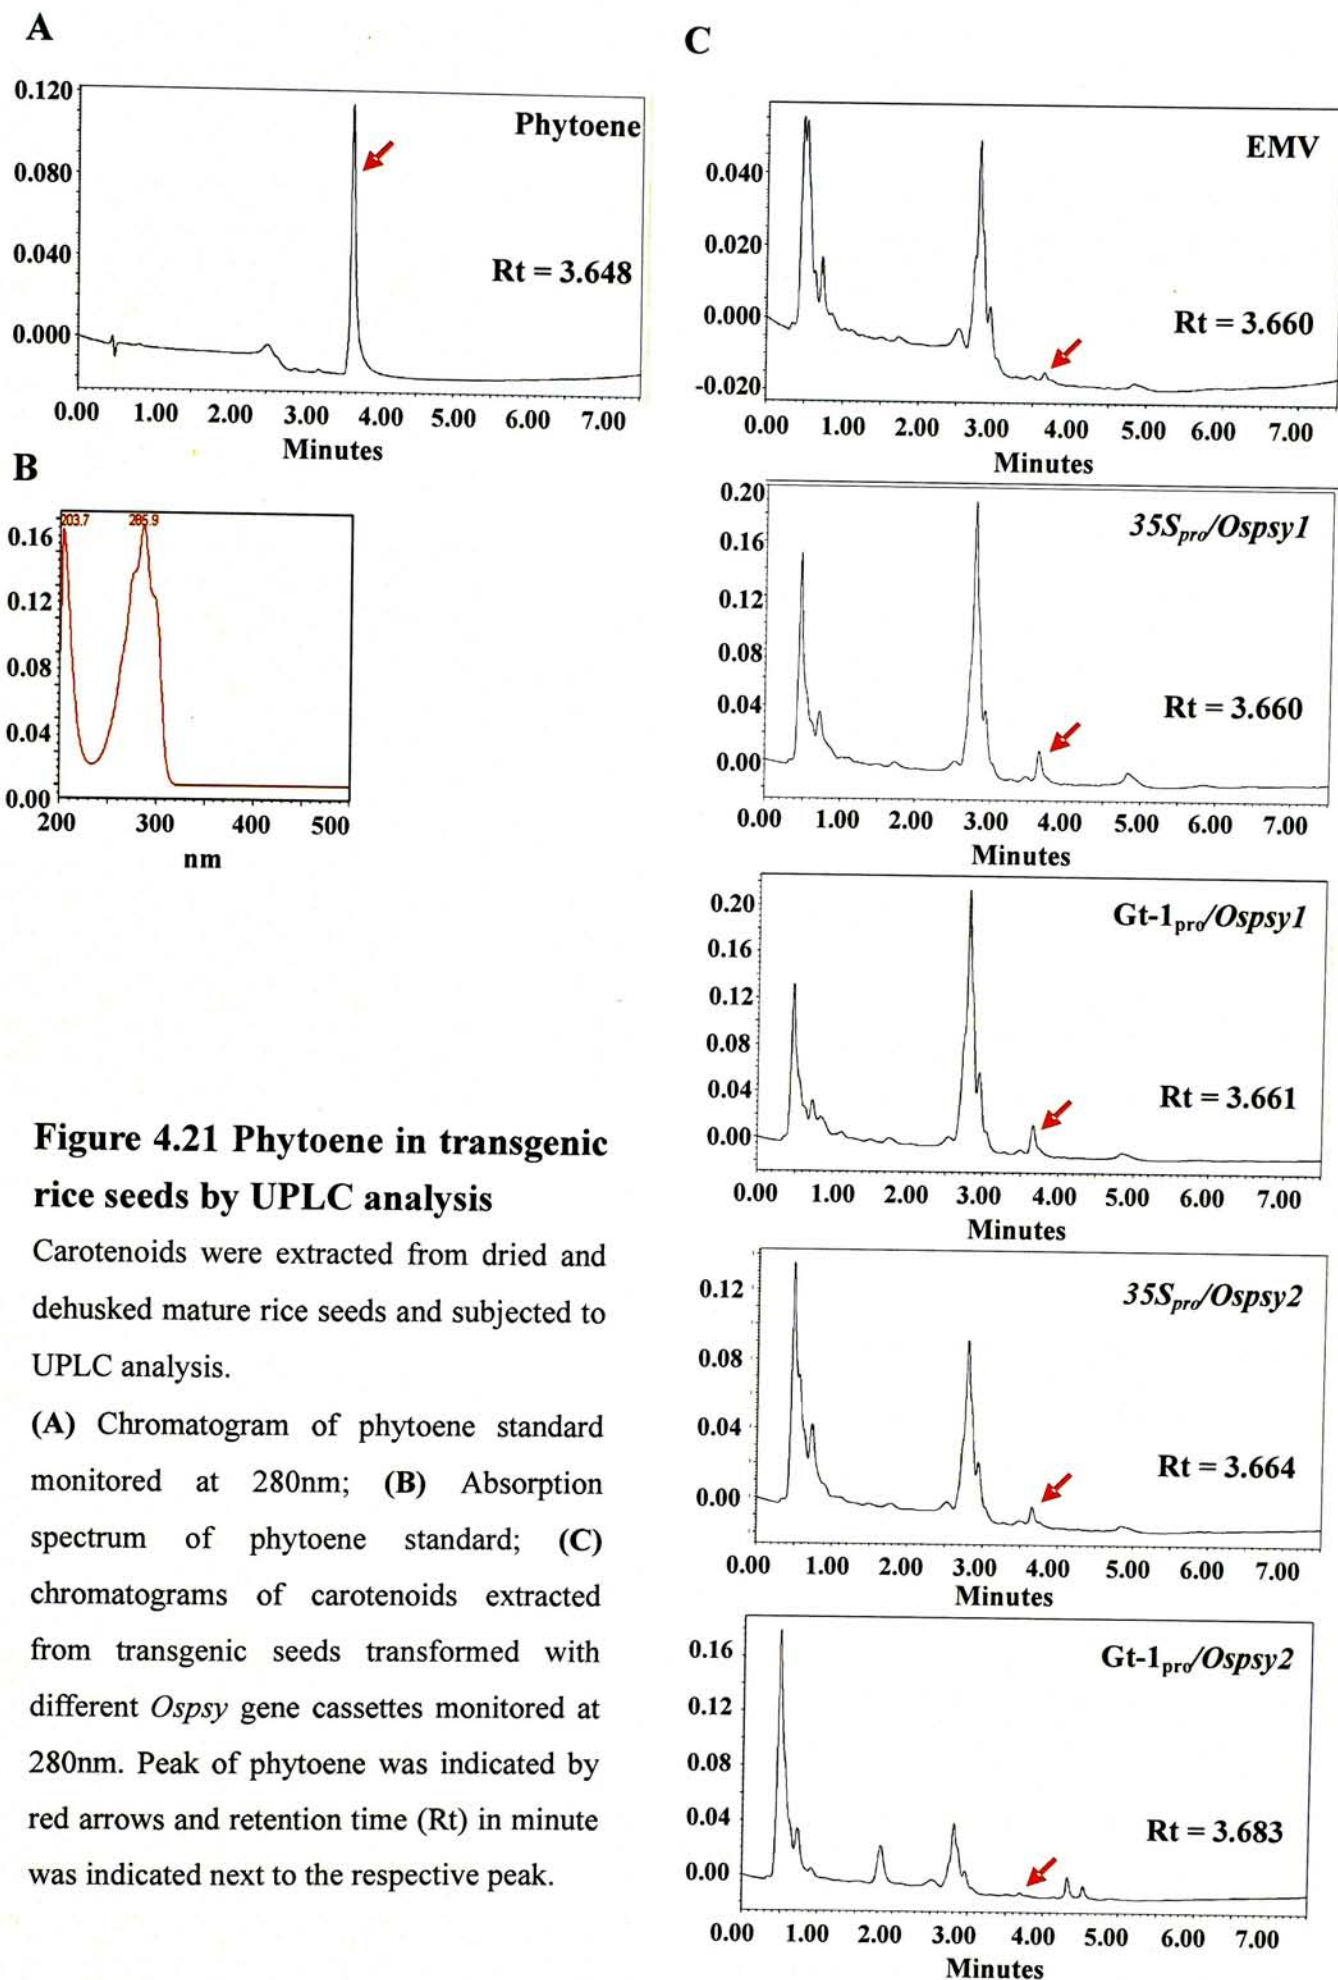 A
0.120
0.080
0.040
0.000
Phytoene
Rt = 3.648
0.00 1.00 2.00 3.00 4.00 5.00 6.00 7.00
Minutes
B
203.7 285.9
0.16
0.12
0.08
0.04
0.00
200 300 400 500
nm
Figure 4.21 Phytoene in transgenic
rice seeds by UPLC analysis
Carotenoids were extracted from dried and
dehusked mature rice seeds and subjected to
UPLC analysis.
(A) Chromatogram of phytoene standard
monitored at 280nm; (B) Absorption
spectrum of phytoene standard; (C)
chromatograms of carotenoids extracted
from transgenic seeds transformed with
different Ospsy gene cassettes monitored at
280nm. Peak of phytoene was indicated by
red arrows and retention time (Rt) in minute
was indicated next to the respective peak.
C
0.040
0.020
0.000
-0.020
EMV
Rt = 3.660
0.00 1.00 2.00 3.00 4.00 5.00 6.00 7.00
Minutes
0.20
0.16
0.12
0.08
0.04
0.00
35Spro/Ospsy1
Rt = 3.660
0.00 1.00 2.00 3.00 4.00 5.00 6.00 7.00
Minutes
0.20
0.16
0.12
0.08
0.04
0.00
Gt-1pro/Ospsy1
Rt = 3.661
0.00 1.00 2.00 3.00 4.00 5.00 6.00 7.00
Minutes
0.12
0.08
0.04
0.00
35Spro/Ospsy2
Rt = 3.664
0.00 1.00 2.00 3.00 4.00 5.00 6.00 7.00
Minutes
0.16
0.12
0.08
0.04
0.00
Gt-1pro/Ospsy2
Rt = 3.683
0.00 1.00 2.00 3.00 4.00 5.00 6.00 7.00
Minutes